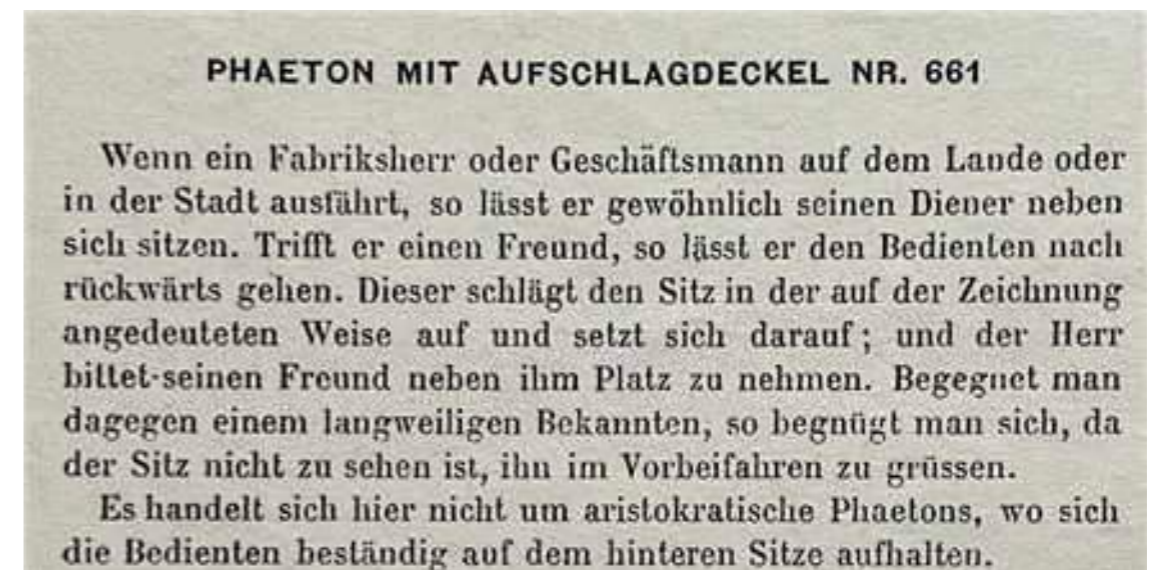 PHAETON MIT AUFSCHLAGDECKEL NR. 661
Wenn ein Fabriksherr oder Geschäftsmann auf dem Lande oder
in der Stadt ausfährt, so lässt er gewöhnlich seinen Diener neben
sich sitzen. Trifft er einen Freund, so lässt er den Bedienten nach
rückwärts gehen. Dieser schlägt den Sitz in der auf der Zeichnung
angedeuteten Weise auf und setzt sich darauf; und der Herr
bittet-seinen Freund neben ihm Platz zu nehmen. Begegnet man
dagegen einem langweiligen Bekannten, so begnügt man sich, da
der Sitz nicht zu sehen ist, ihn im Vorbeifahren zu grüssen.
Es handelt sich hier nicht um aristokratische Phaetons, wo sich
die Bedienten beständig auf dem hinteren Sitze aufhalten.